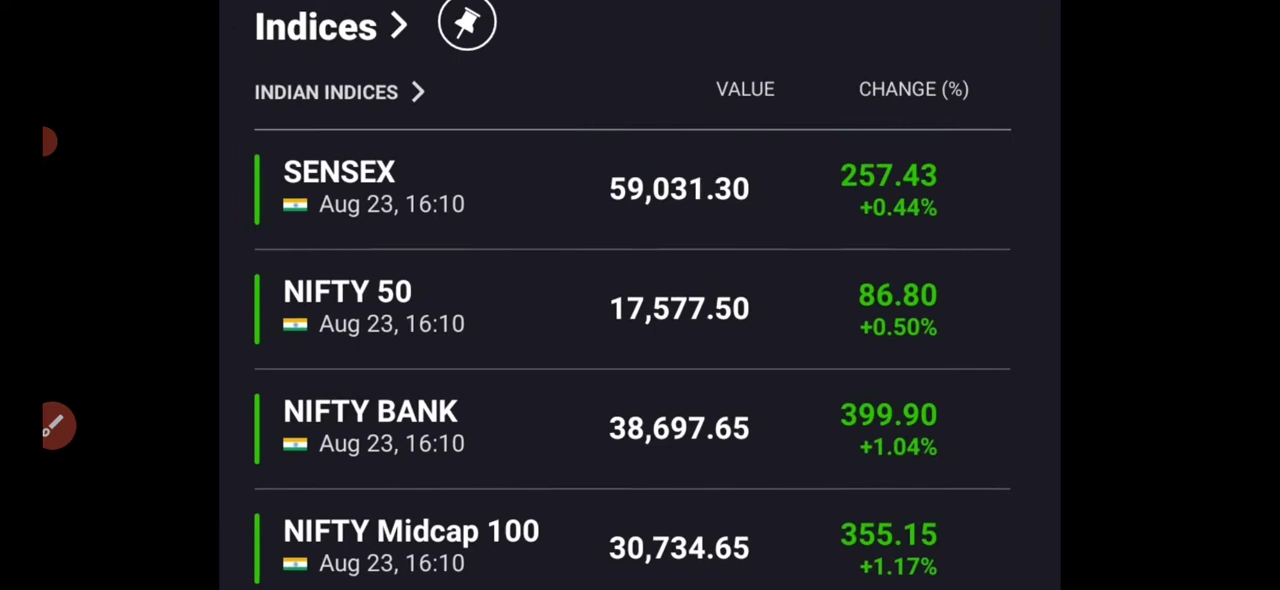 Indices
INDIAN INDICES VALUE CHANGE (%)
SENSEX
Aug 23, 16:10
59,031.30
257.43
+0.44%
NIFTY 50
Aug 23, 16:10
17,577.50
86.80
+0.50%
NIFTY BANK
Aug 23, 16:10
38,697.65
399.90
+1.04%
NIFTY Midcap 100
Aug 23, 16:10
30,734.65
355.15
+1.17%